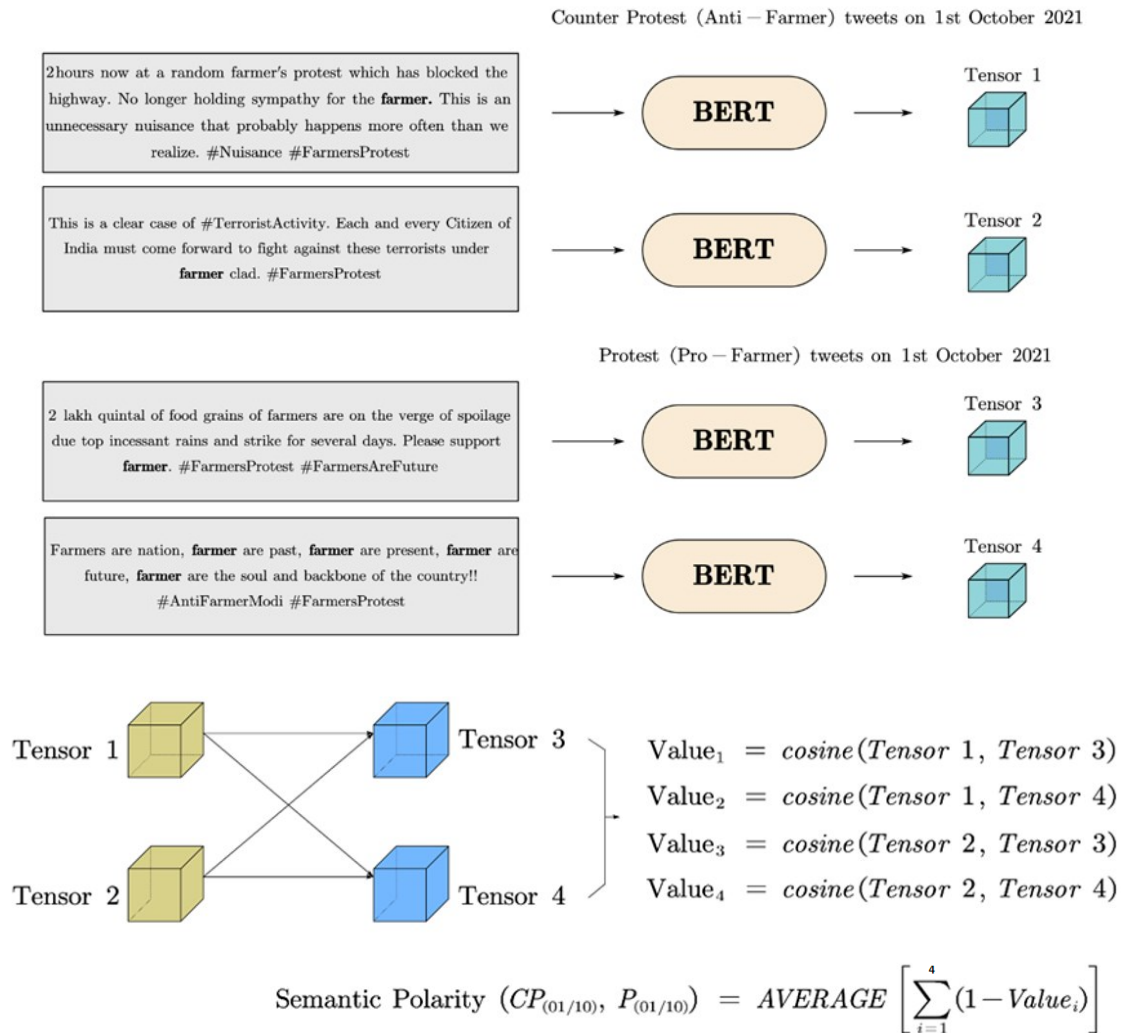 Counter Protest (Anti – Farmer) tweets on 1st October 2021
2hours now at a random farmer's protest which has blocked the
highway. No longer holding sympathy for the farmer. This is an
unnecessary nuisance that probably happens more often than we
realize. #Nuisance #FarmersProtest
BERT
Tensor 1
This is a clear case of #TerroristActivity. Each and every Citizen of
India must come forward to fight against these terrorists under
farmer clad. #FarmersProtest
BERT
Tensor 2
Protest (Pro – Farmer) tweets on 1st October 2021
2 lakh quintal of food grains of farmers are on the verge of spoilage
due top incessant rains and strike for several days. Please support
farmer. #FarmersProtest #FarmersAreFuture
BERT
Tensor 3
Farmers are nation, farmer are past, farmer are present, farmer are
future, farmer are the soul and backbone of the country!!
#AntiFarmerModi #FarmersProtest
BERT
Tensor 4
Tensor 1
Tensor 3
Tensor 2
Tensor 4
Value₁ = cosine(Tensor 1, Tensor 3)
Value₂ = cosine(Tensor 1, Tensor 4)
Value₃ = cosine(Tensor 2, Tensor 3)
Value₄ = cosine(Tensor 2, Tensor 4)
Semantic Polarity (CP₍₀₁/₁₀₎, P₍₀₁/₁₀₎) = AVERAGE [∑⁴ᵢ₌₁(1 – Valueᵢ)]